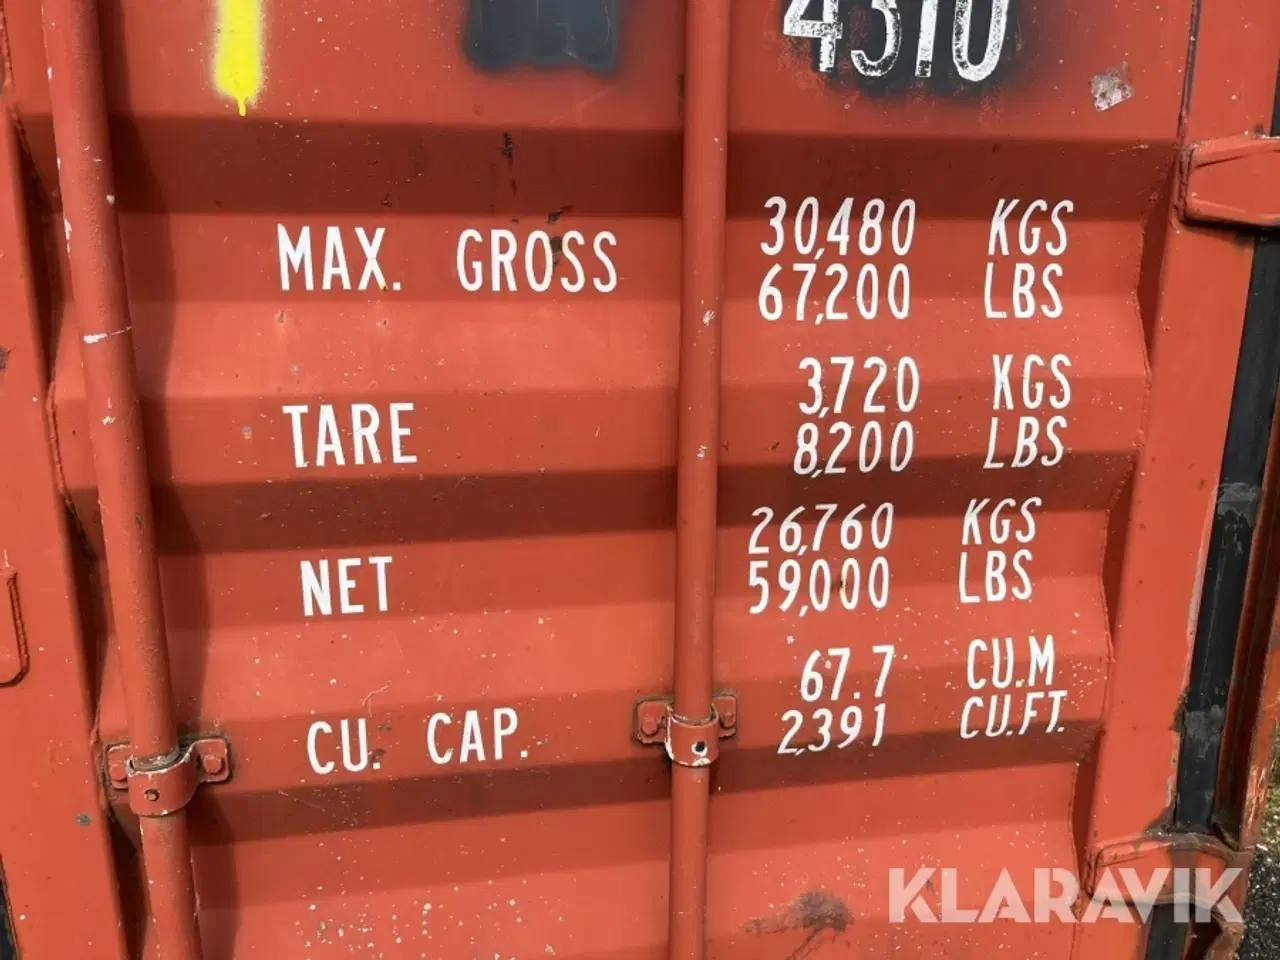 4310
MAX. GROSS 30,480 KGS
67,200 LBS
TARE 3,720 KGS
8,200 LBS
NET 26,760 KGS
59,000 LBS
CU. CAP. 67.7 CU.M
2,391 CU.FT.
KLARAVIK